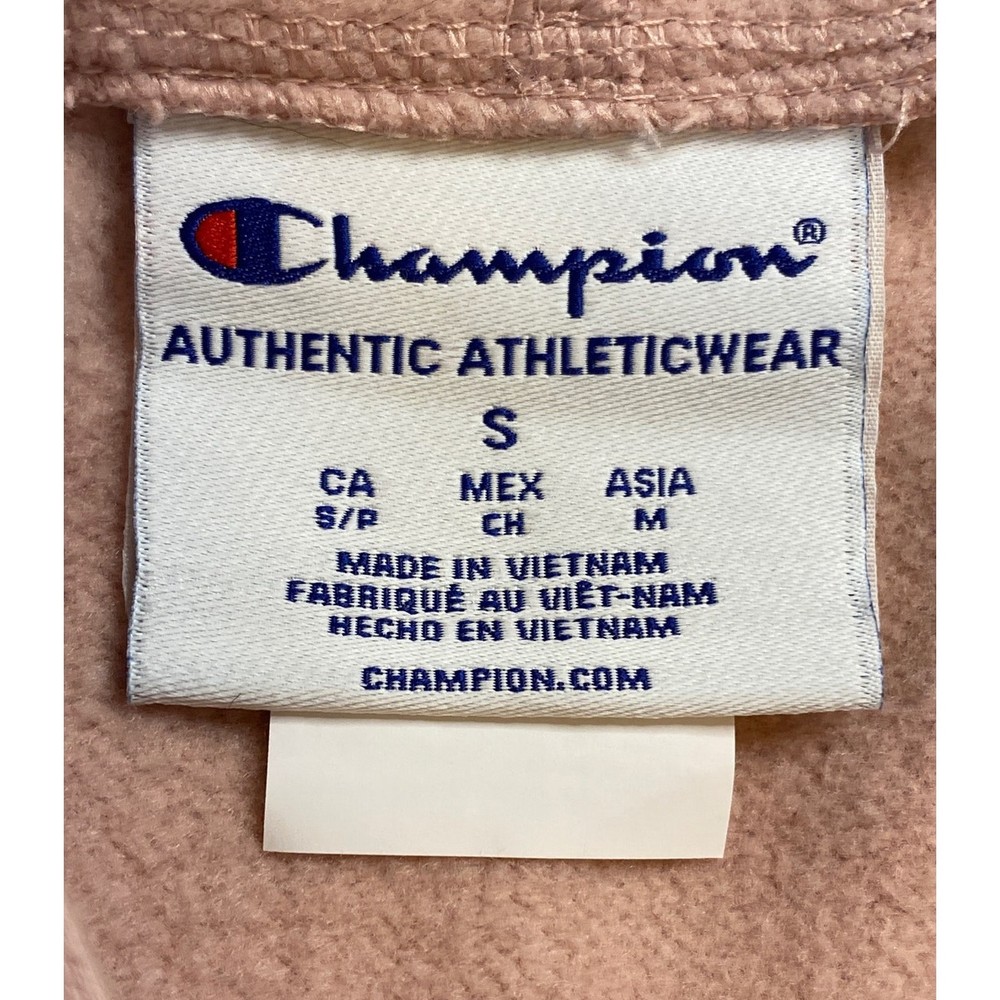 Champion®
AUTHENTIC ATHLETICWEAR
S
CA MEX ASIA
S/P CH M
MADE IN VIETNAM
FABRIQUÉ AU VIÊT-NAM
HECHO EN VIETNAM
CHAMPION.COM